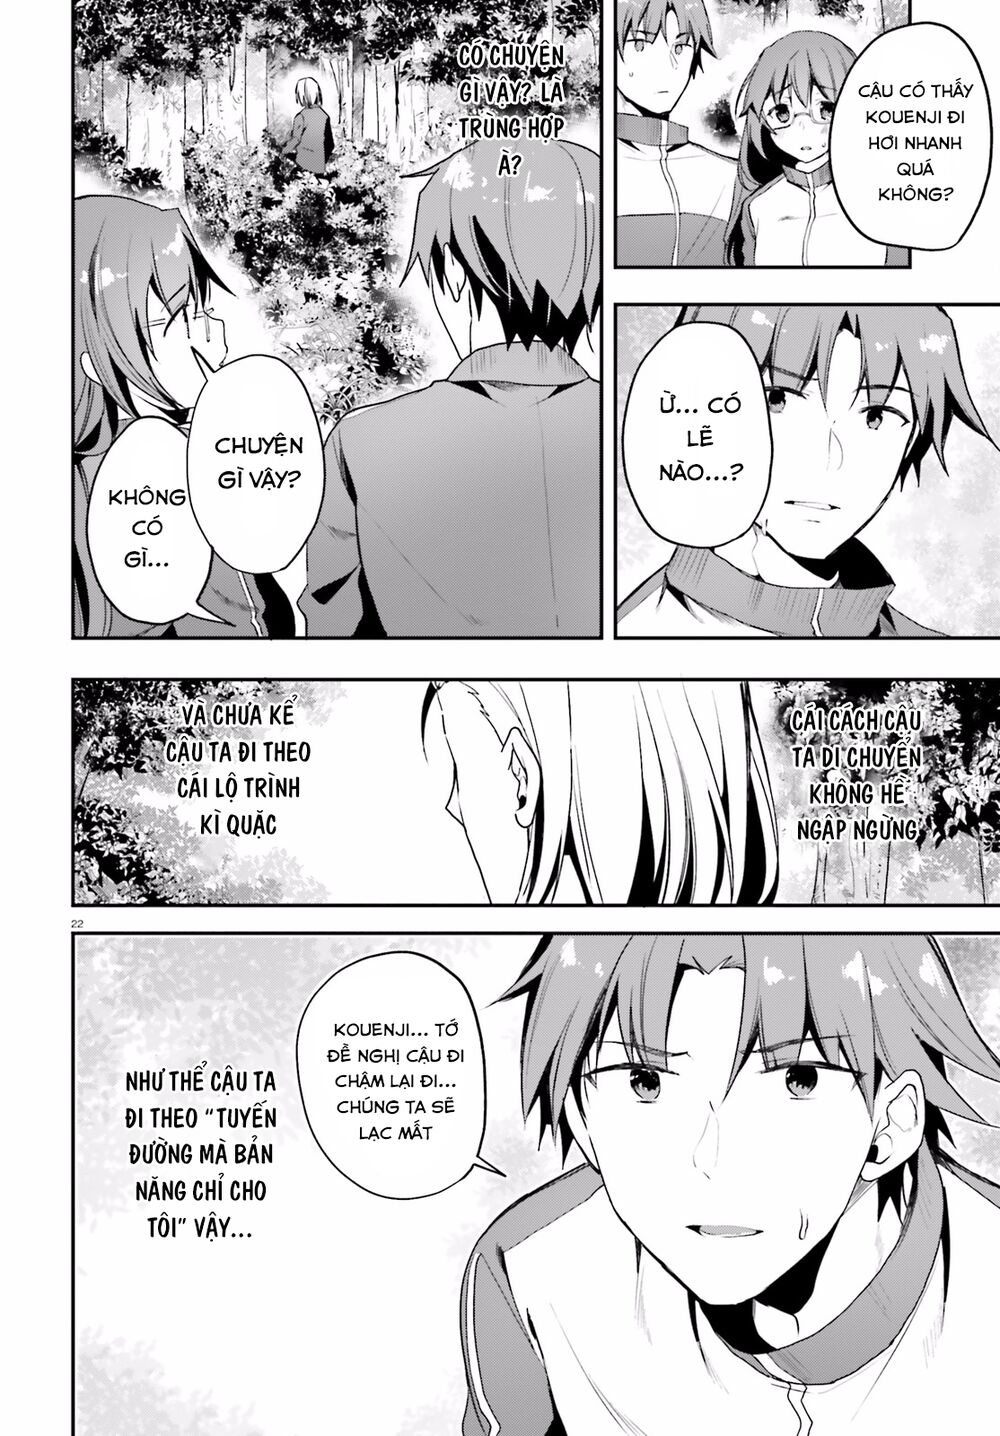 CẬU CÓ THẤY
KOUENJI ĐI
HƠI NHANH
QUÁ
KHÔNG?
Ừ... CÓ
LẼ
NÀO...?
CÓ CHUYỆN
GÌ VẬY? LÀ
TRÙNG HỢP
À?
CHUYỆN
GÌ VẬY?
KHÔNG
CÓ
GÌ...
CÁI CÁCH CẬU
TA DI CHUYỂN
KHÔNG HỀ
NGẬP NGỪNG
VÀ CHƯA KỂ
CẬU TA ĐI THEO
CÁI LỘ TRÌNH
KÌ QUẶC
22
KOUENJI... TỚ
ĐỀ NGHỊ CẬU ĐI
CHẬM LẠI ĐI...
CHÚNG TA SẼ
LẠC MẤT
NHƯ THỂ CẬU TA
ĐI THEO "TUYẾN
ĐƯỜNG MÀ BẢN
NĂNG CHỈ CHO
TÔI" VẬY...